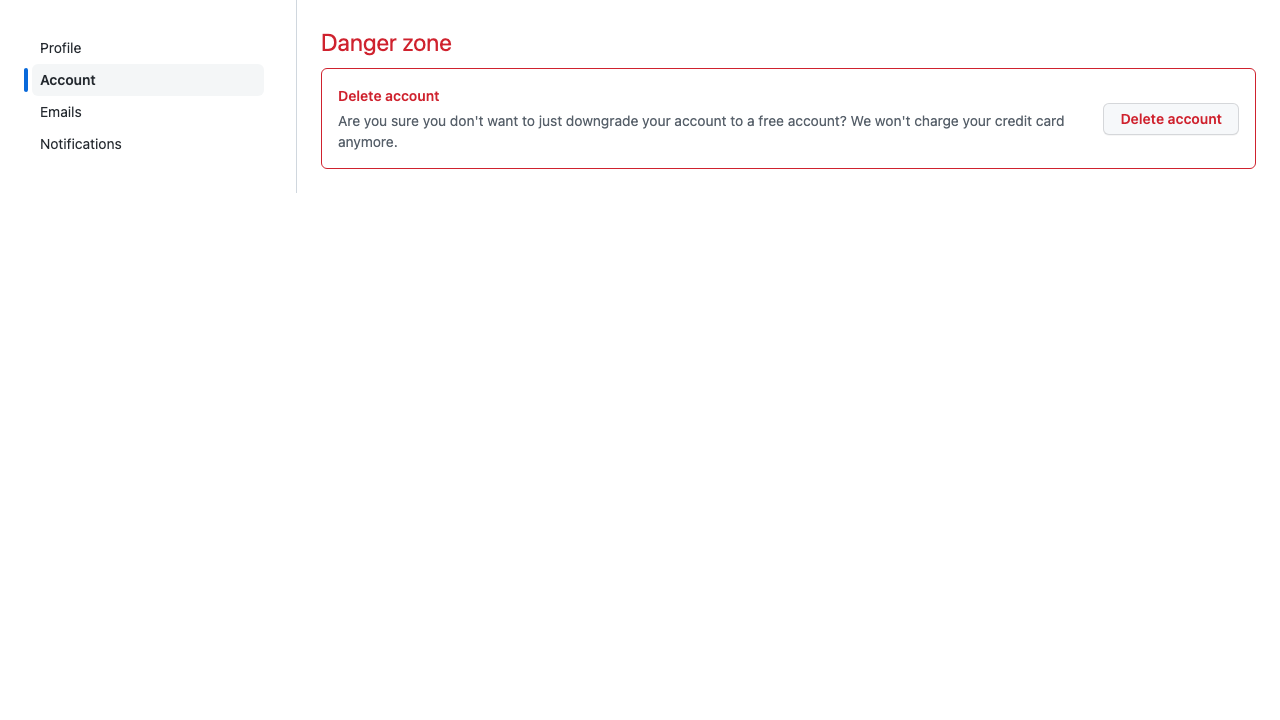 Profile
Account
Emails
Notifications
Danger zone
Delete account
Are you sure you don't want to just downgrade your account to a free account? We won't charge your credit card
anymore.
Delete account